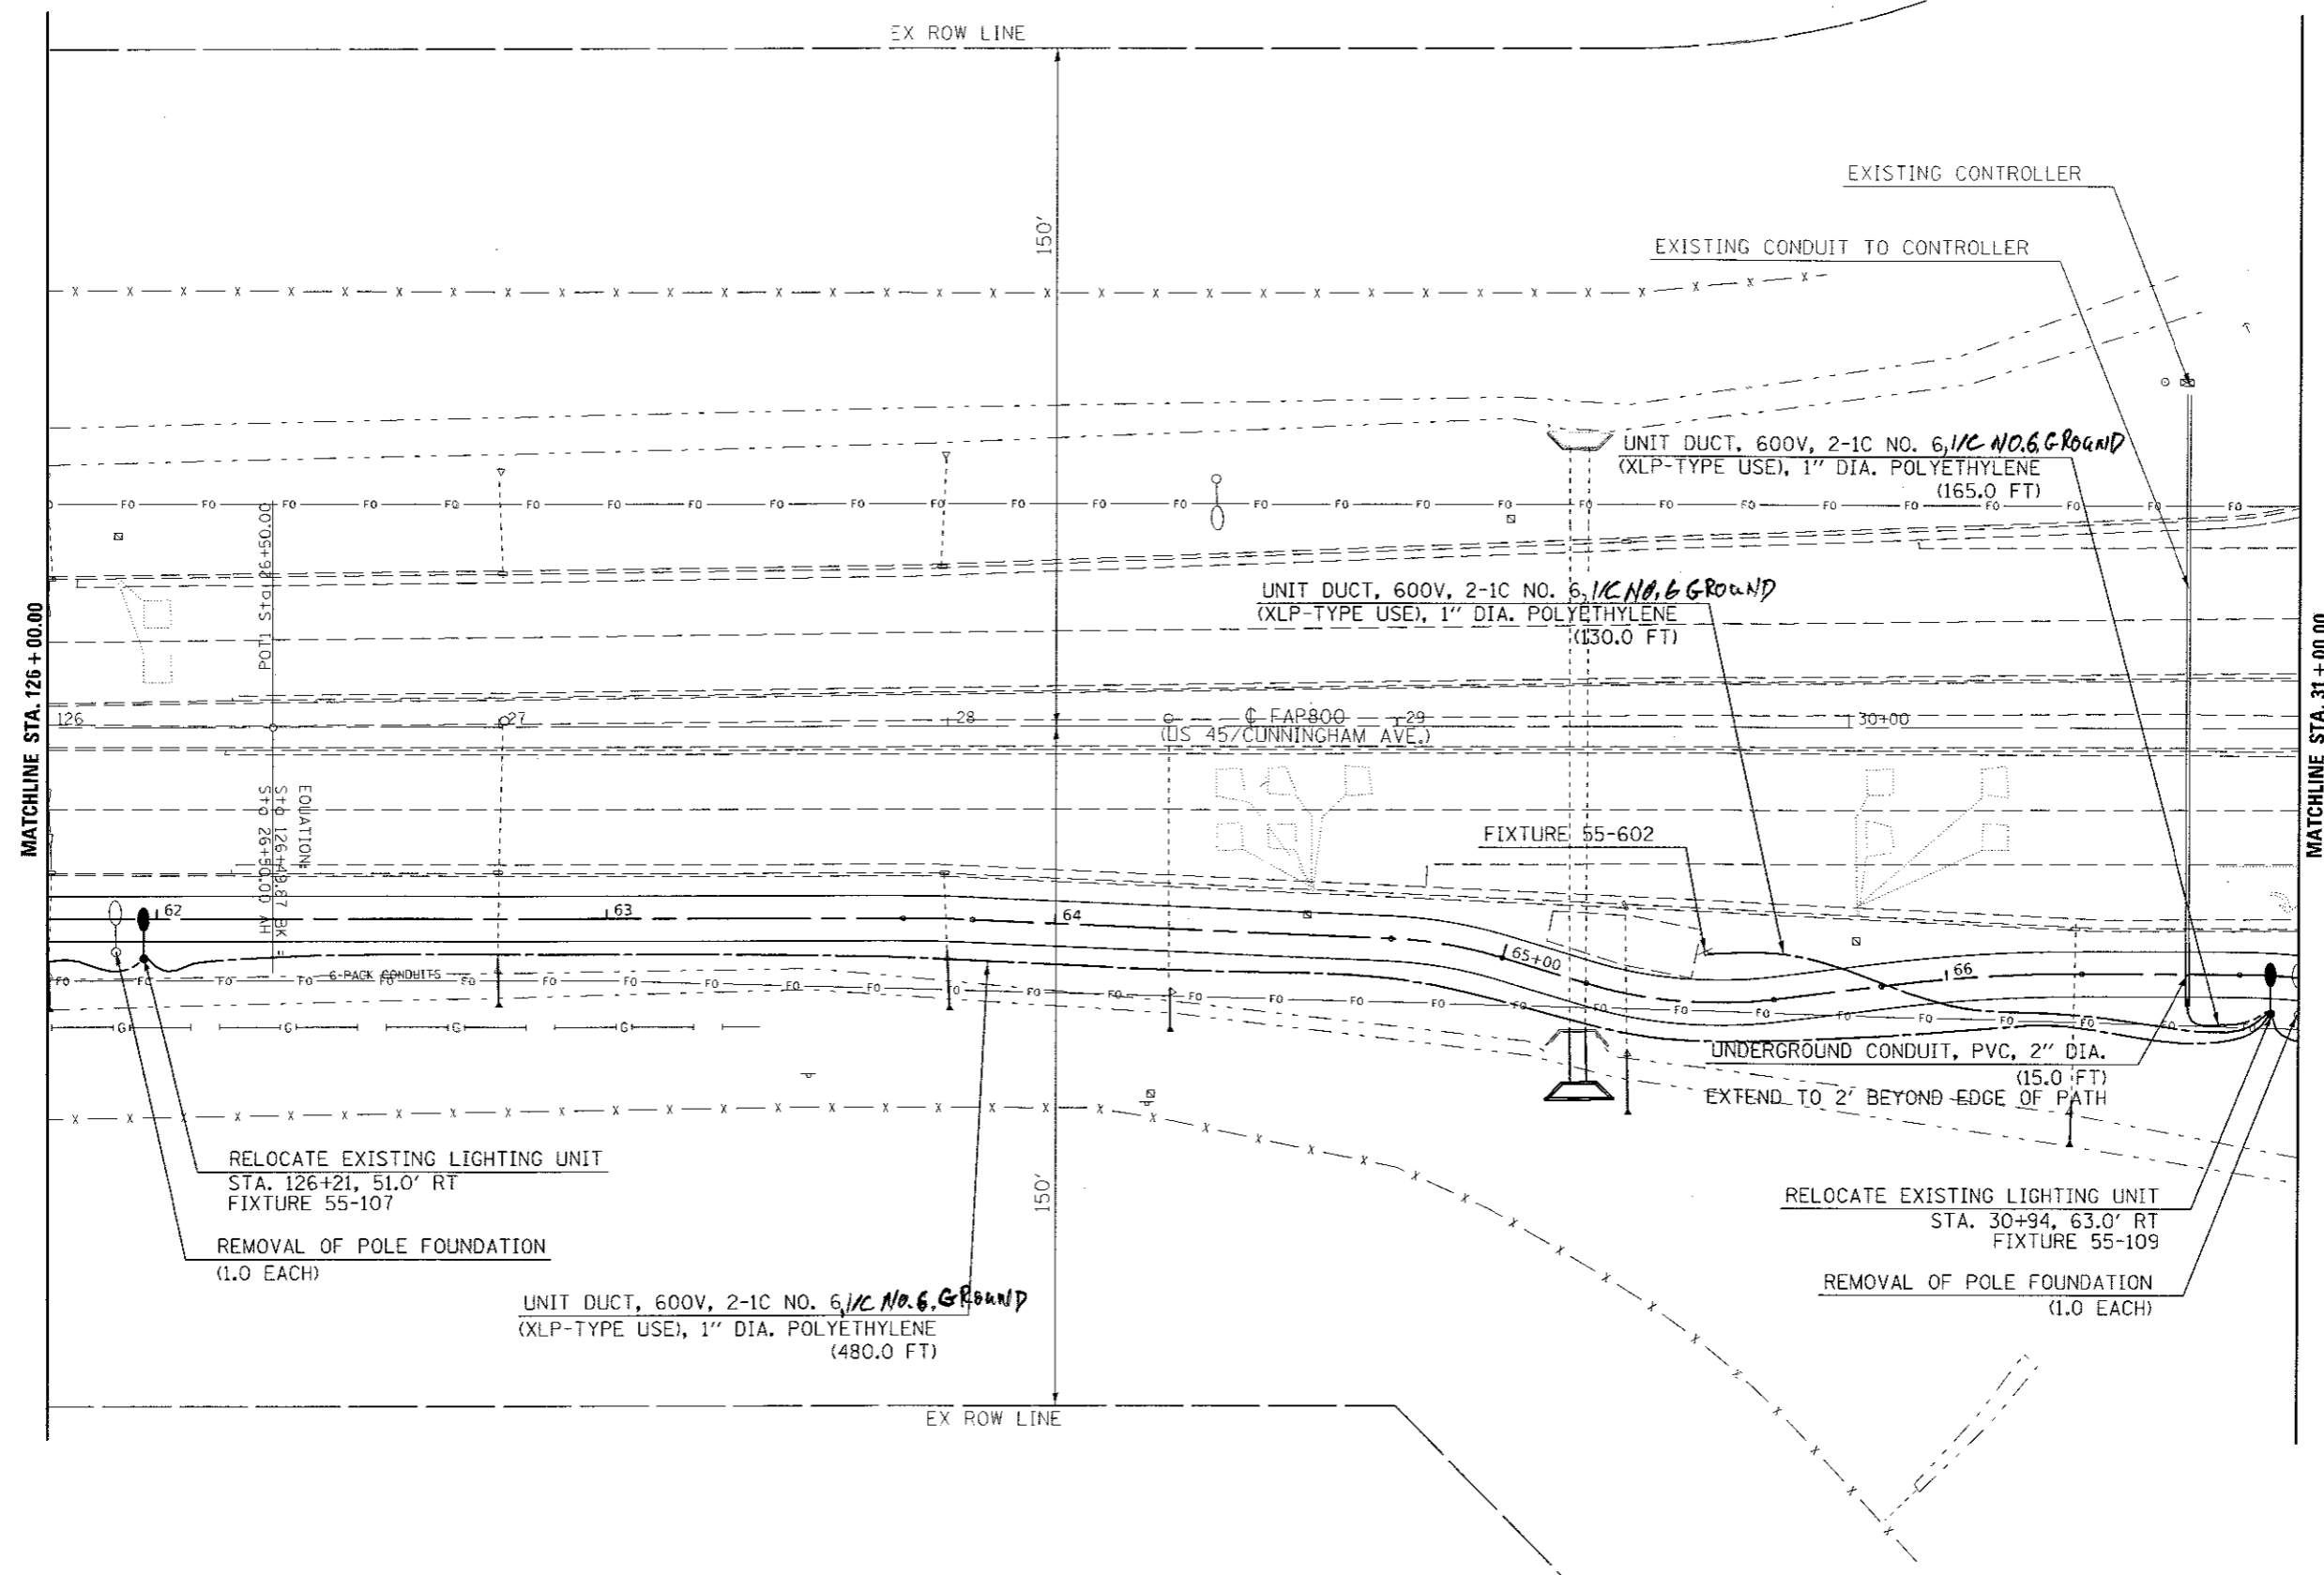 EX ROW LINE
EXISTING CONTROLLER
150'
EXISTING CONDUIT TO CONTROLLER
UNIT DUCT, 600V, 2-1C NO. 6, 1/C NO.6, GROUND
(XLP-TYPE USE), 1" DIA. POLYETHYLENE
(165.0 FT)
POT1 Sta 26+50.00
UNIT DUCT, 600V, 2-1C NO. 6, 1/C NO. 6 GROUND
(XLP-TYPE USE), 1" DIA. POLYETHYLENE
(130.0 FT)
MATCHLINE STA. 126 + 00.00
MATCHLINE STA. 31 + 00.00
126
27
28
℄ FAP800
29
30+00
(US 45/CUNNINGHAM AVE.)
EQUATION:
Sta 126+49.87 BK =
Sta 26+50.00 AH
FIXTURE 55-602
62
63
64
65+00
66
6-PACK CONDUITS
FO
G
X
UNDERGROUND CONDUIT, PVC, 2" DIA.
(15.0 FT)
EXTEND TO 2' BEYOND EDGE OF PATH
RELOCATE EXISTING LIGHTING UNIT
STA. 126+21, 51.0' RT
FIXTURE 55-107
REMOVAL OF POLE FOUNDATION
(1.0 EACH)
150'
RELOCATE EXISTING LIGHTING UNIT
STA. 30+94, 63.0' RT
FIXTURE 55-109
REMOVAL OF POLE FOUNDATION
(1.0 EACH)
UNIT DUCT, 600V, 2-1C NO. 6, 1/C NO. 6, GROUND
(XLP-TYPE USE), 1" DIA. POLYETHYLENE
(480.0 FT)
EX ROW LINE